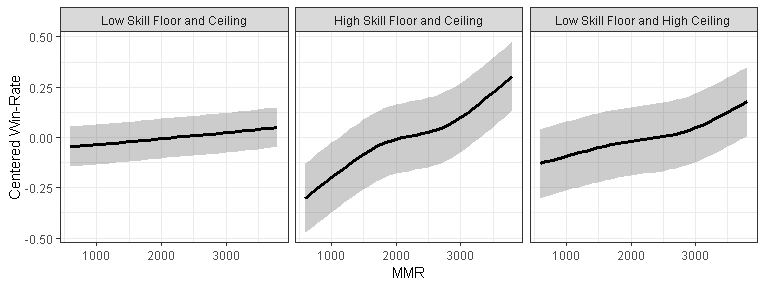 Low Skill Floor and Ceiling
High Skill Floor and Ceiling
Low Skill Floor and High Ceiling
Centered Win-Rate
0.50
0.25
0.00
-0.25
-0.50
1000 2000 3000
1000 2000 3000
1000 2000 3000
MMR